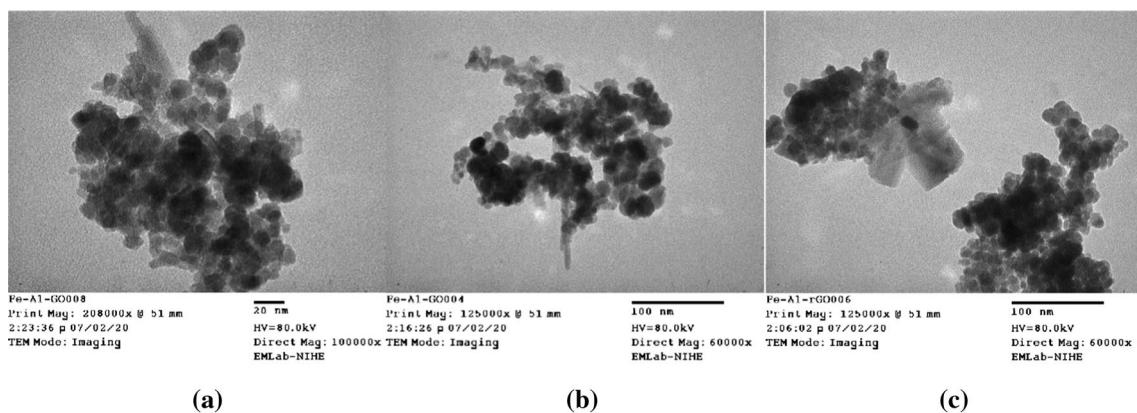 Fe-Al-GO008
Print Mag: 208000x @ 51 mm
2:23:36 p 07/02/20
TEM Mode: Imaging
20 nm
HV=80.0kV
Direct Mag: 100000x
EMLab-NIHE
Fe-Al-GO004
Print Mag: 125000x @ 51 mm
2:16:26 p 07/02/20
TEM Mode: Imaging
100 nm
HV=80.0kV
Direct Mag: 60000x
EMLab-NIHE
Fe-Al-rGO006
Print Mag: 125000x @ 51 mm
2:06:02 p 07/02/20
TEM Mode: Imaging
100 nm
HV=80.0kV
Direct Mag: 60000x
EMLab-NIHE
(a)
(b)
(c)